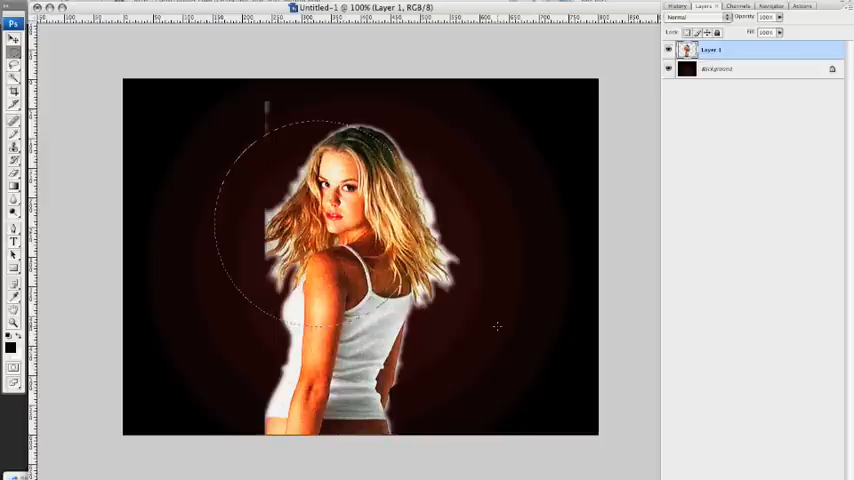 Untitled-1 @ 100% (Layer 1, RGB/8)
History Layers Channels Navigator Actions
Normal Opacity: 100%
Lock: Fill: 100%
Layer 1
Background
Ps
T